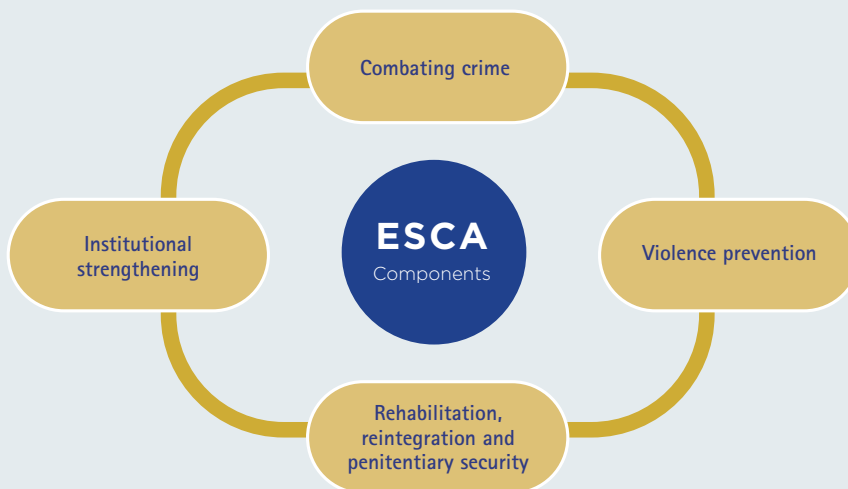 Combating crime
ESCA
Components
Institutional
strengthening
Violence prevention
Rehabilitation,
reintegration and
penitentiary security